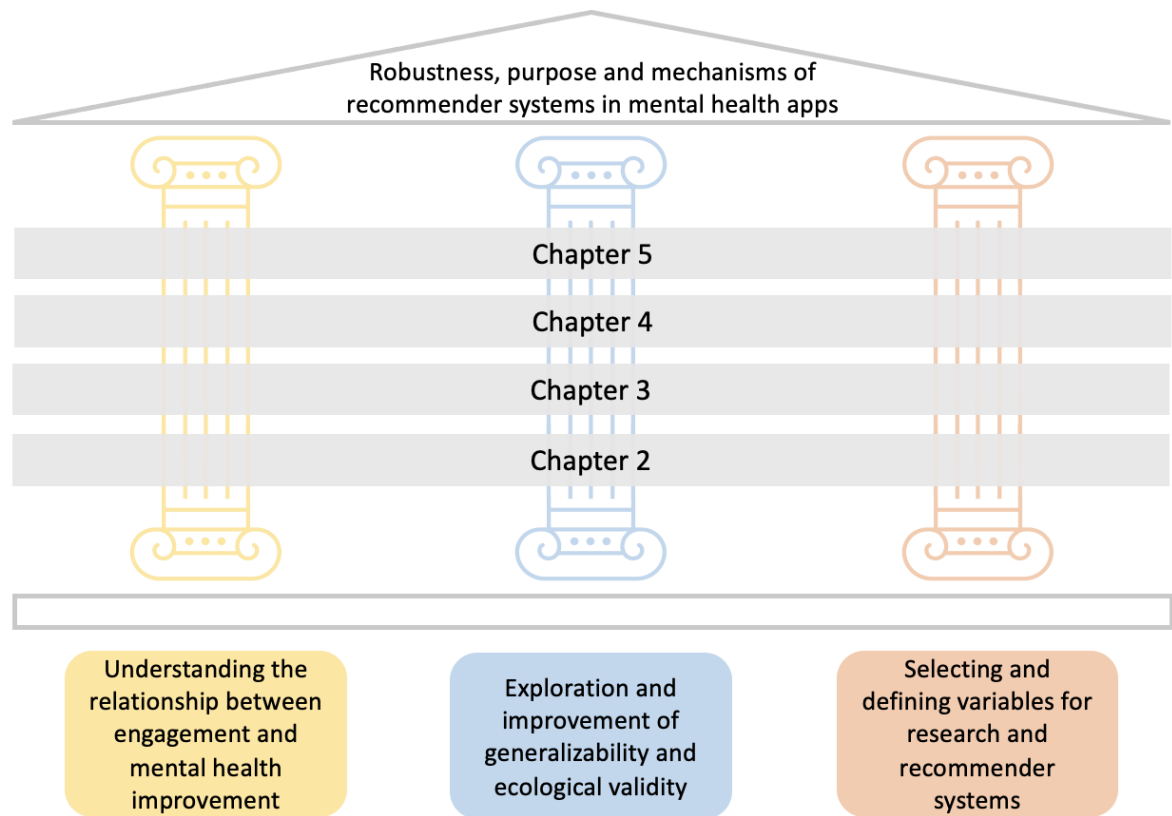 Robustness, purpose and mechanisms of
recommender systems in mental health apps
Chapter 5
Chapter 4
Chapter 3
Chapter 2
Understanding the
relationship between
engagement and
mental health
improvement
Exploration and
improvement of
generalizability and
ecological validity
Selecting and
defining variables for
research and
recommender
systems